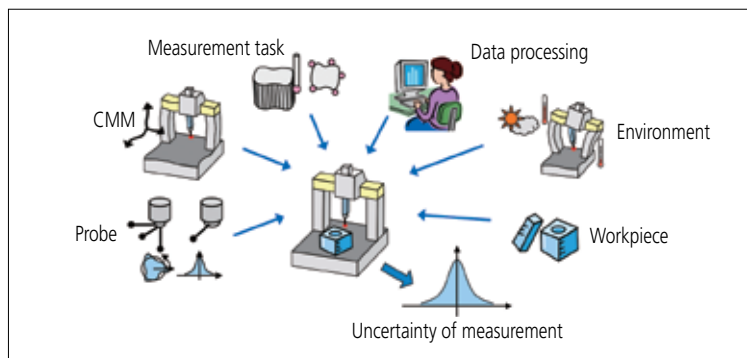 Measurement task
Data processing
CMM
Environment
Probe
Workpiece
Uncertainty of measurement